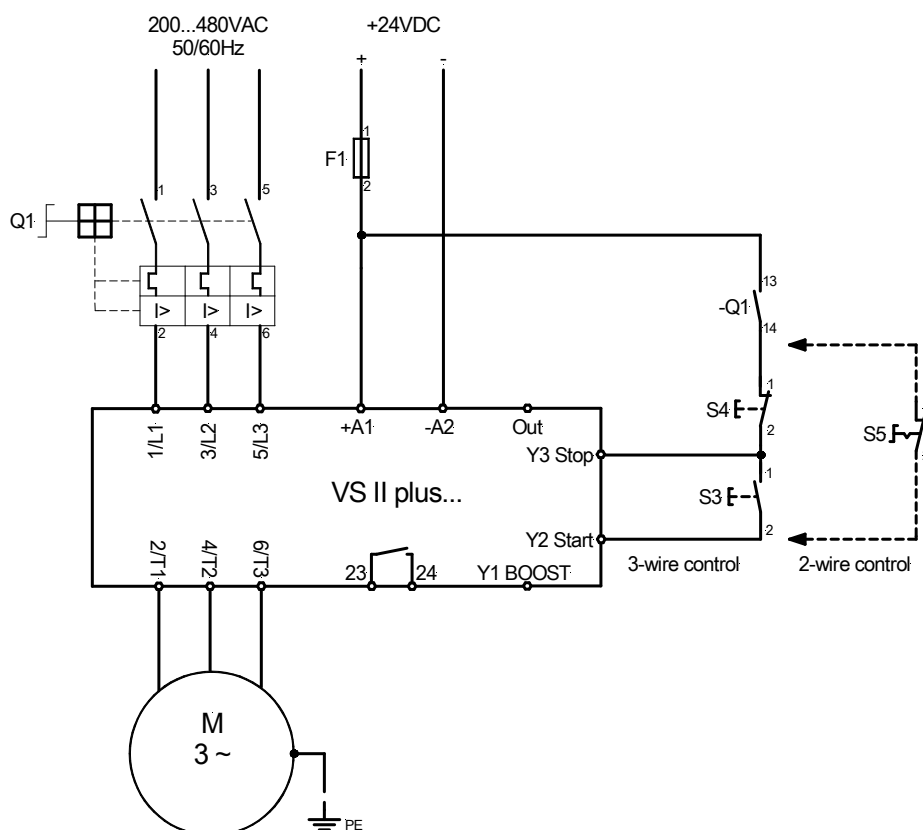 200...480VAC
50/60Hz
+24VDC
+ -
1
F1
2
1 3 5
Q1
I> I> I>
2 4 6
13
-Q1
14
1
S4
2
S5
1/L1 3/L2 5/L3 +A1 -A2 Out
Y3 Stop
1
S3
2
VS II plus...
Y2 Start
3-wire control 2-wire control
2/T1 4/T2 6/T3 23 24 Y1 BOOST
M
3 ~
PE